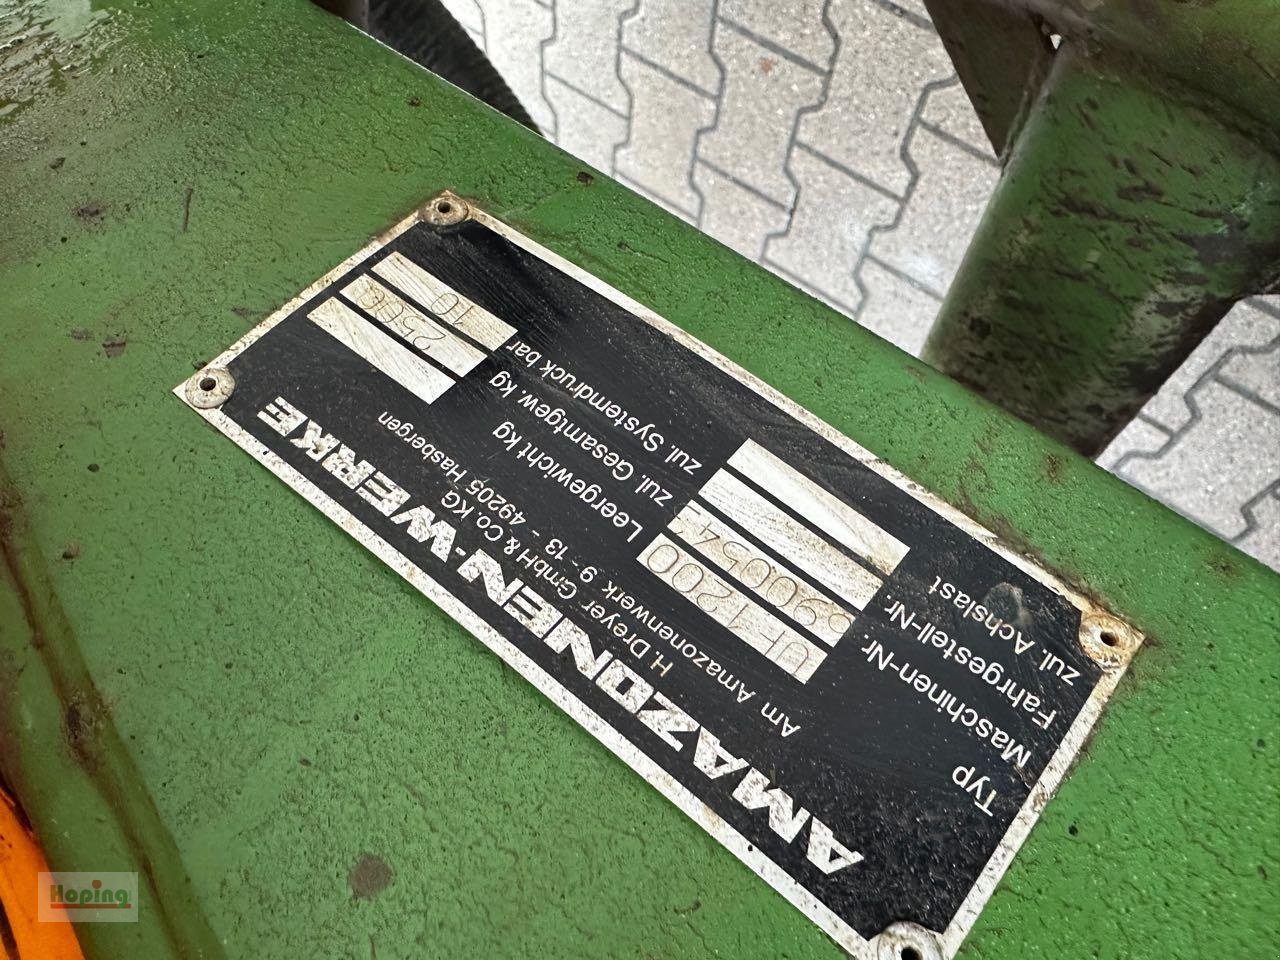 AMAZONEN-WERKE
H. Dreyer GmbH & Co. KG
Am Amazonenwerk 9 - 13 - 49205 Hasbergen
Typ UF1200 Leergewicht kg
Maschinen-Nr. zul. Gesamtgew. kg 2500
Fahrgestell-Nr. zul. Systemdruck bar 10
zul. Achslast
Hoping